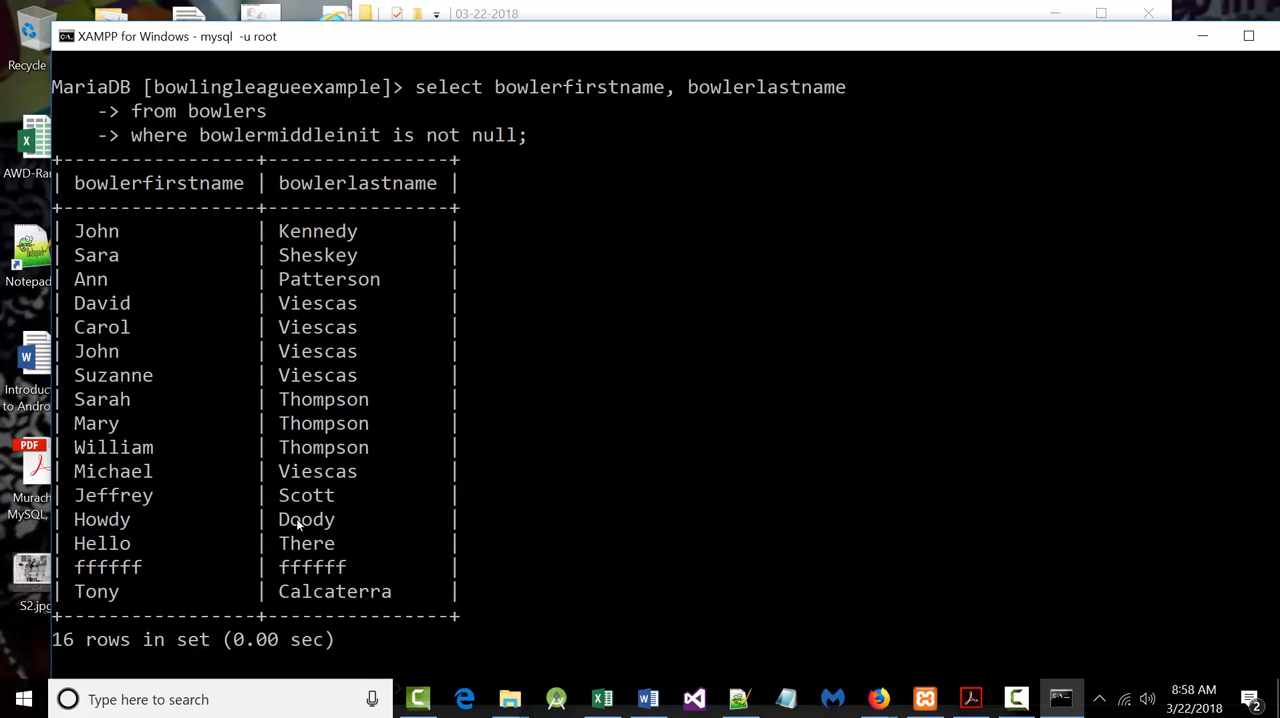 03-22-2018
XAMPP for Windows - mysql -u root
Recycle
MariaDB [bowlingleagueexample]> select bowlerfirstname, bowlerlastname
-> from bowlers
-> where bowlermiddleinit is not null;
+-----------------+----------------+
| bowlerfirstname | bowlerlastname |
+-----------------+----------------+
| John | Kennedy |
| Sara | Sheskey |
| Ann | Patterson |
| David | Viescas |
| Carol | Viescas |
| John | Viescas |
| Suzanne | Viescas |
| Sarah | Thompson |
| Mary | Thompson |
| William | Thompson |
| Michael | Viescas |
| Jeffrey | Scott |
| Howdy | Doody |
| Hello | There |
| ffffff | ffffff |
| Tony | Calcaterra |
+-----------------+----------------+
16 rows in set (0.00 sec)
AWD-Ran
Notepad
Introduc
to Andro
PDF
Murach
MySQL,
S2.jpg
Type here to search
8:58 AM
3/22/2018
2